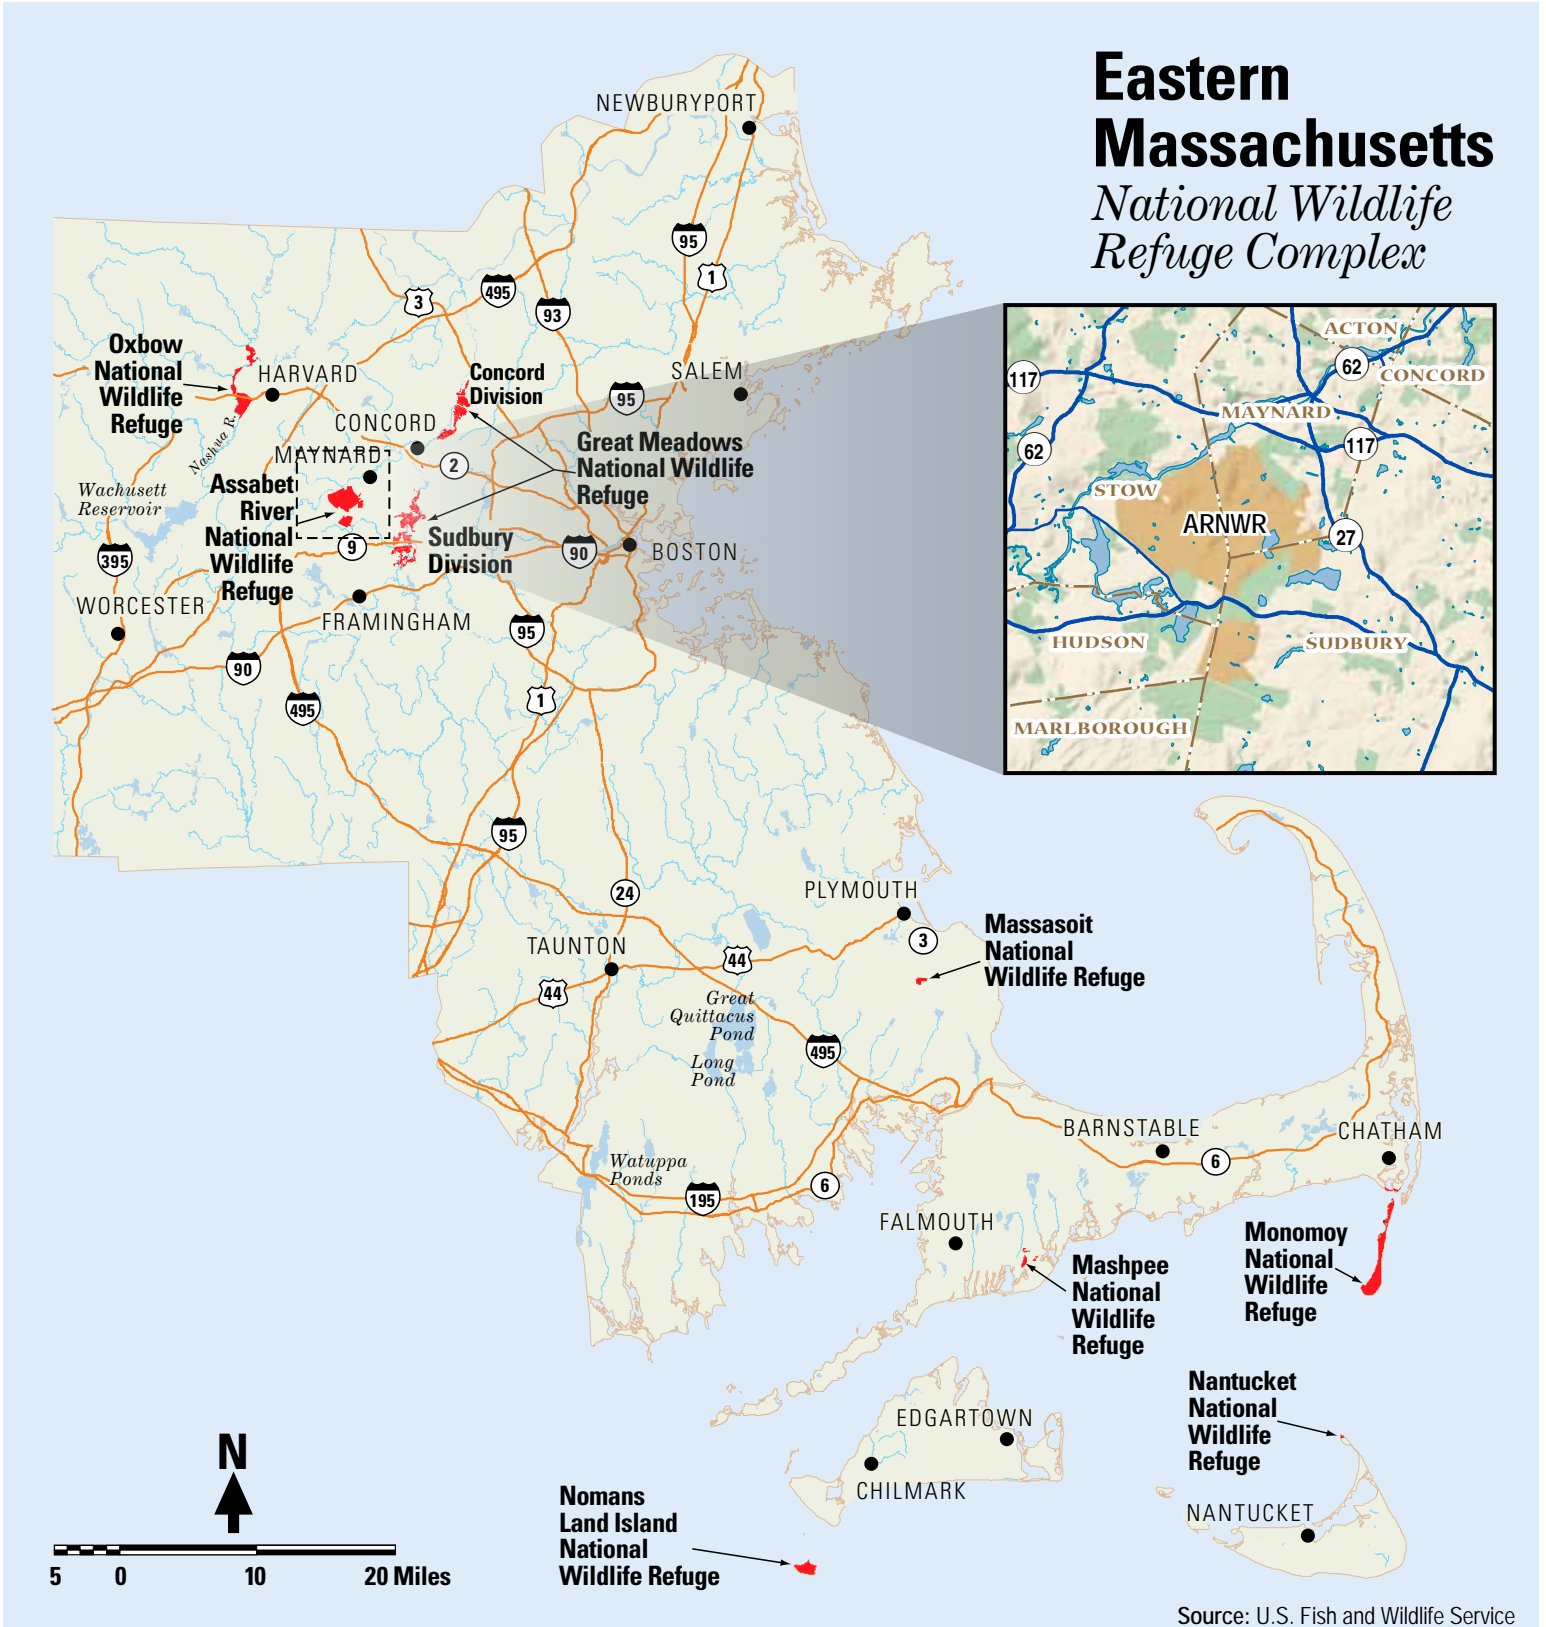 Eastern
Massachusetts
National Wildlife
Refuge Complex
NEWBURYPORT
95
1
3
495
93
Oxbow
National
Wildlife
Refuge
HARVARD
Nashua R.
Concord
Division
SALEM
95
CONCORD
2
Great Meadows
National Wildlife
Refuge
MAYNARD
Wachusett
Reservoir
Assabet
River
National
Wildlife
Refuge
9
Sudbury
Division
90
BOSTON
395
WORCESTER
FRAMINGHAM
95
90
495
1
ACTON
62
117
CONCORD
MAYNARD
117
62
STOW
ARNWR
27
HUDSON
SUDBURY
MARLBOROUGH
95
24
PLYMOUTH
3
Massasoit
National
Wildlife Refuge
TAUNTON
44
44
Great
Quittacus
Pond
Long
Pond
495
BARNSTABLE
6
CHATHAM
Watuppa
Ponds
195
6
FALMOUTH
Mashpee
National
Wildlife
Refuge
Monomoy
National
Wildlife
Refuge
Nantucket
National
Wildlife
Refuge
EDGARTOWN
CHILMARK
NANTUCKET
Nomans
Land Island
National
Wildlife Refuge
N
5 0 10 20 Miles
Source: U.S. Fish and Wildlife Service